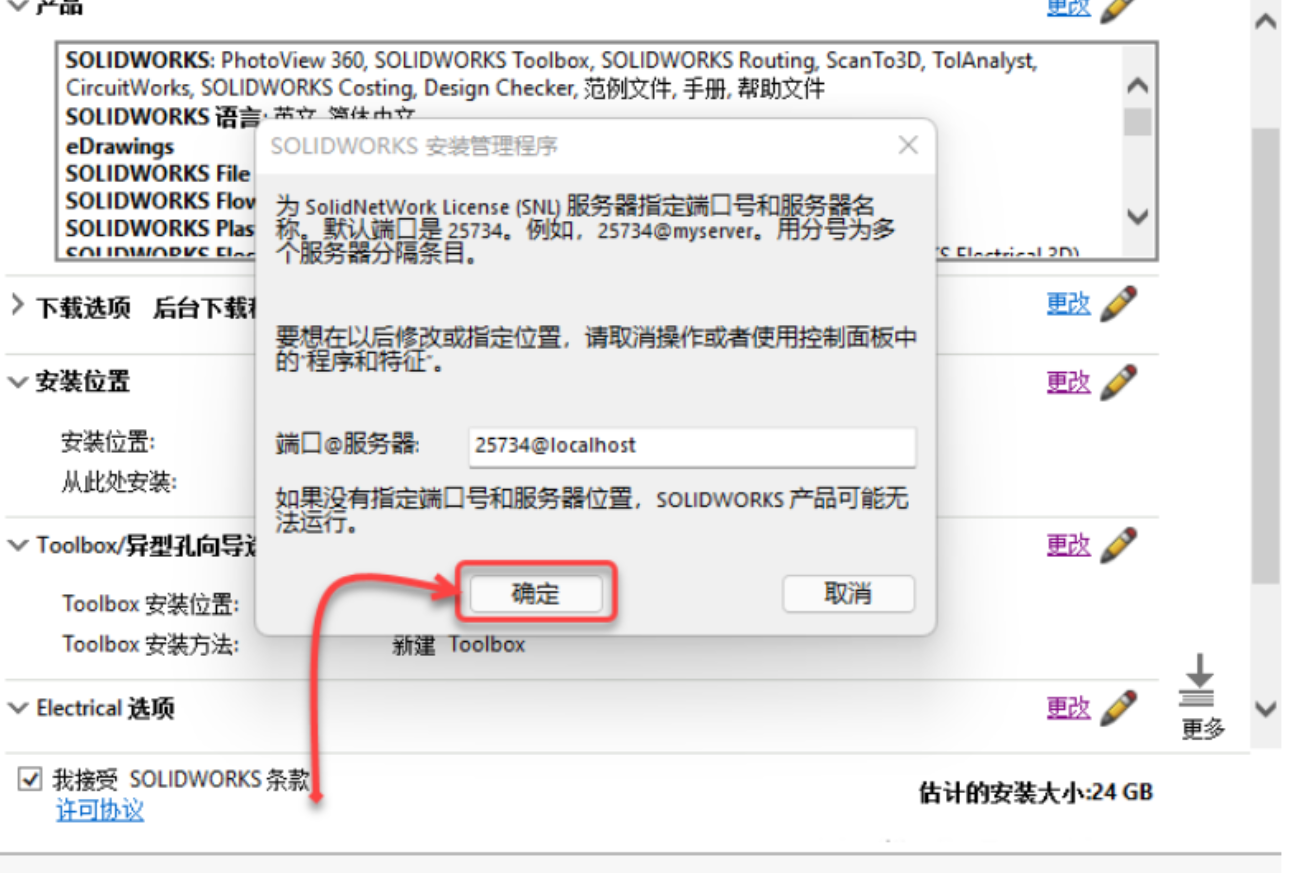 产品
更改
SOLIDWORKS: PhotoView 360, SOLIDWORKS Toolbox, SOLIDWORKS Routing, ScanTo3D, TolAnalyst,
CircuitWorks, SOLIDWORKS Costing, Design Checker, 范例文件, 手册, 帮助文件
SOLIDWORKS 语言: 英文, 简体中文
eDrawings
SOLIDWORKS File
SOLIDWORKS Flow
SOLIDWORKS Plas
SOLIDWORKS Elec
S Electrical 3D)
SOLIDWORKS 安装管理程序
为 SolidNetWork License (SNL) 服务器指定端口号和服务器名
称。默认端口是 25734。例如，25734@myserver。用分号为多
个服务器分隔条目。
要想在以后修改或指定位置，请取消操作或者使用控制面板中
的“程序和特征”。
端口@服务器:
25734@localhost
如果没有指定端口号和服务器位置，SOLIDWORKS 产品可能无
法运行。
确定
取消
下载选项 后台下载
更改
安装位置
更改
安装位置:
从此处安装:
Toolbox/异型孔向导选
更改
Toolbox 安装位置:
Toolbox 安装方法:
新建 Toolbox
Electrical 选项
更改
更多
我接受 SOLIDWORKS 条款
许可协议
估计的安装大小:24 GB